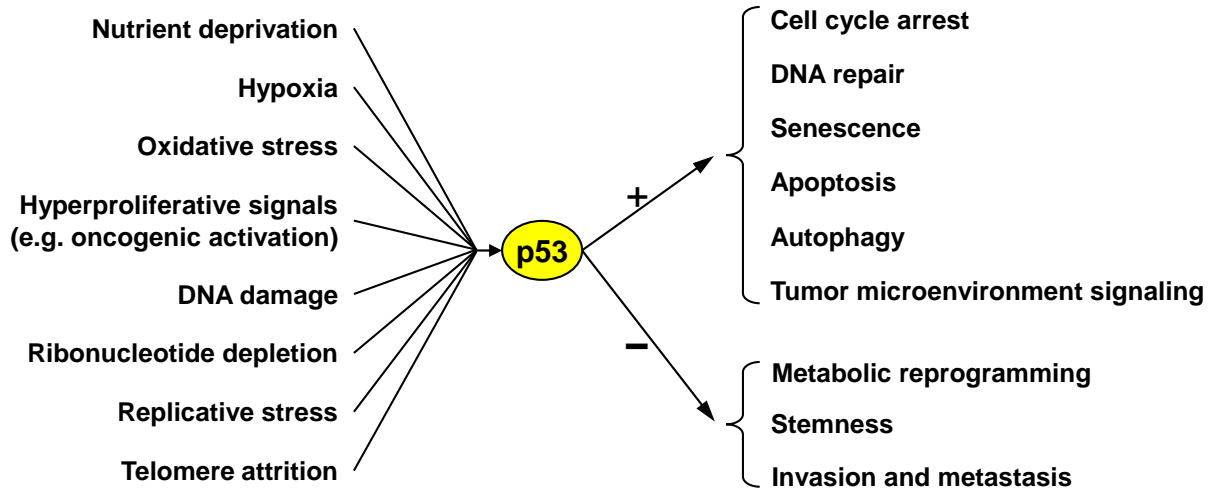 Nutrient deprivation
Hypoxia
Oxidative stress
Hyperproliferative signals
(e.g. oncogenic activation)
DNA damage
Ribonucleotide depletion
Replicative stress
Telomere attrition
p53
+
−
Cell cycle arrest
DNA repair
Senescence
Apoptosis
Autophagy
Tumor microenvironment signaling
Metabolic reprogramming
Stemness
Invasion and metastasis